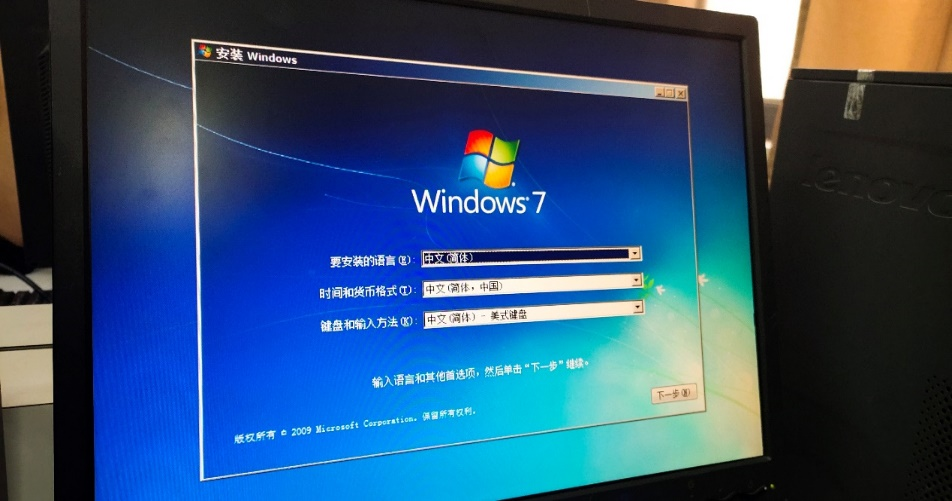 安装 Windows
Windows 7
要安装的语言(E): 中文(简体)
时间和货币格式(T): 中文(简体，中国)
键盘和输入方法(K): 中文(简体) - 美式键盘
输入语言和其他首选项，然后单击“下一步”继续。
下一步(N)
版权所有 © 2009 Microsoft Corporation。保留所有权利。
lenovo